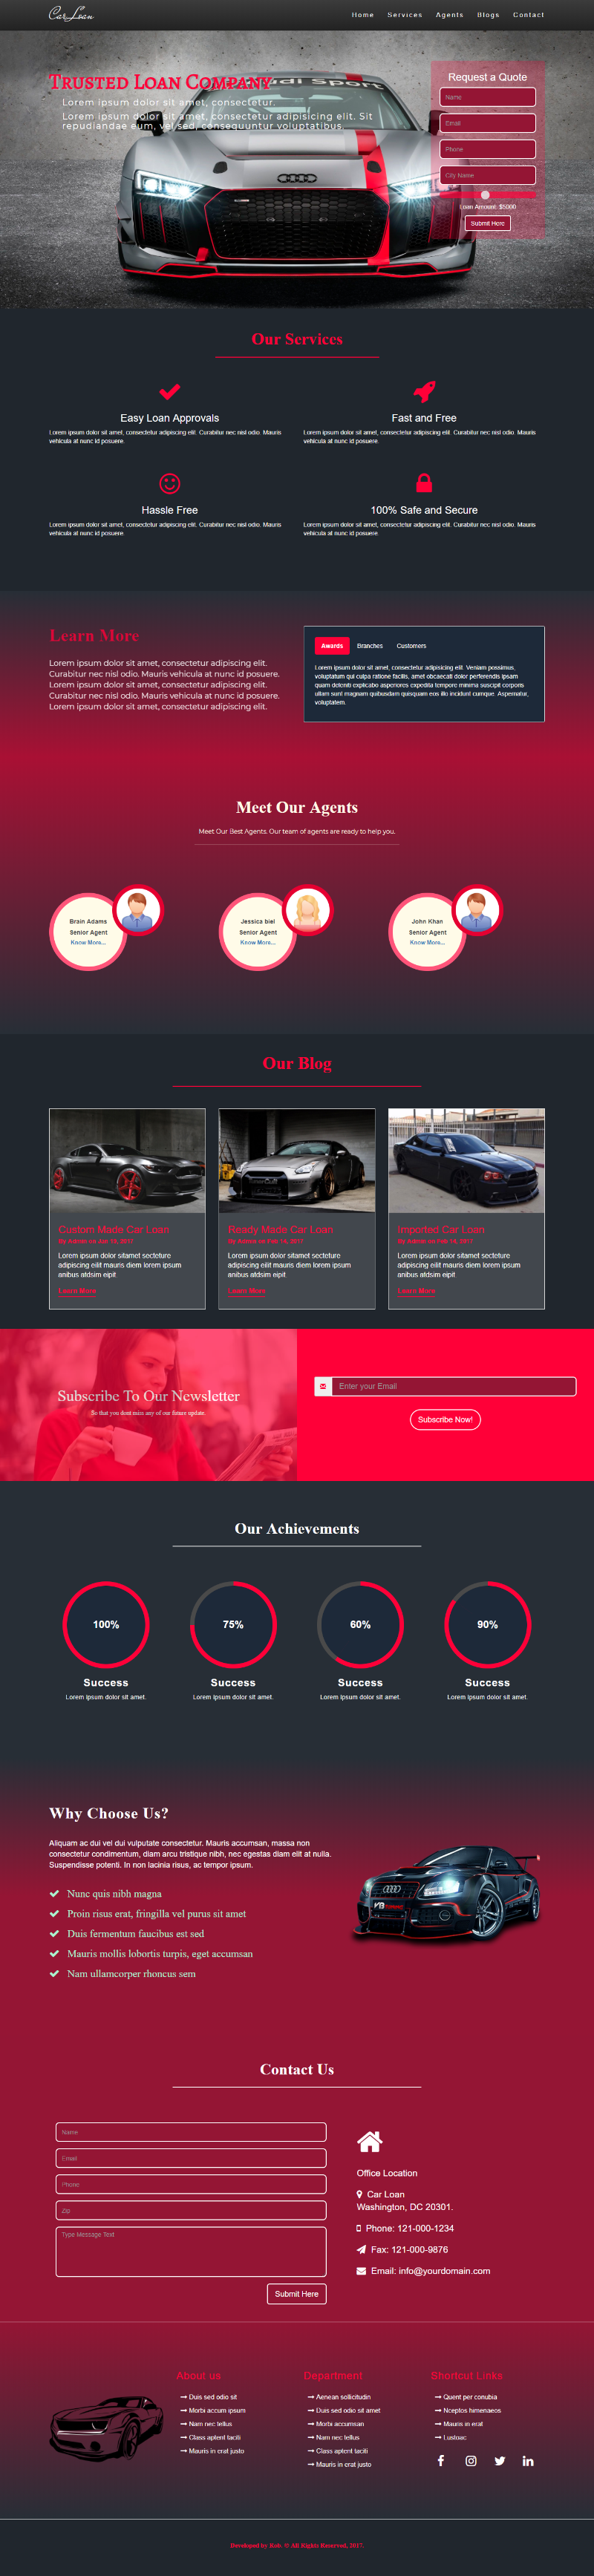 Car Loan
Home Services Agents Blogs Contact
Trusted Loan Company
Lorem ipsum dolor sit amet, consectetur.
Lorem ipsum dolor sit amet, consectetur adipisicing elit. Sit
repudiandae eum, vel sed, consequuntur voluptatibus.
Audi Sport
Request a Quote
Name
Email
Phone
City Name
Loan Amount: $5000
Submit Here
Our Services
Easy Loan Approvals
Lorem ipsum dolor sit amet, consectetur adipiscing elit. Curabitur nec nisl odio. Mauris
vehicula at nunc id posuere.
Fast and Free
Lorem ipsum dolor sit amet, consectetur adipiscing elit. Curabitur nec nisl odio. Mauris
vehicula at nunc id posuere.
Hassle Free
Lorem ipsum dolor sit amet, consectetur adipiscing elit. Curabitur nec nisl odio. Mauris
vehicula at nunc id posuere.
100% Safe and Secure
Lorem ipsum dolor sit amet, consectetur adipiscing elit. Curabitur nec nisl odio. Mauris
vehicula at nunc id posuere.
Learn More
Lorem ipsum dolor sit amet, consectetur adipiscing elit.
Curabitur nec nisl odio. Mauris vehicula at nunc id posuere.
Lorem ipsum dolor sit amet, consectetur adipiscing elit.
Curabitur nec nisl odio. Mauris vehicula at nunc id posuere.
Lorem ipsum dolor sit amet, consectetur adipiscing elit.
Awards Branches Customers
Lorem ipsum dolor sit amet, consectetur adipisicing elit. Veniam possimus,
voluptatum qui culpa ratione facilis, amet obcaecati dolor perferendis ipsam
quam deleniti explicabo asperiores expedita tempore minima suscipit corporis
ullam sunt magnam quibusdam quisquam eos illo incidunt cumque. Aspernatur,
voluptatem.
Meet Our Agents
Meet Our Best Agents. Our team of agents are ready to help you.
Brain Adams
Senior Agent
Know More...
Jessica biel
Senior Agent
Know More...
John Khan
Senior Agent
Know More...
Our Blog
Custom Made Car Loan
By Admin on Jan 13, 2017
Lorem ipsum dolor sitamet secteture
adipiscing elit mauris diem lorem ipsum
anibus atdsim eipit.
Learn More
Ready Made Car Loan
By Admin on Feb 14, 2017
Lorem ipsum dolor sitamet secteture
adipiscing elit mauris diem lorem ipsum
anibus atdsim eipit.
Learn More
Imported Car Loan
By Admin on Feb 14, 2017
Lorem ipsum dolor sitamet secteture
adipiscing elit mauris diem lorem ipsum
anibus atdsim eipit.
Learn More
Subscribe To Our Newsletter
So that you dont miss any of our future update.
Enter your Email
Subscribe Now!
Our Achievements
100%
Success
Lorem ipsum dolor sit amet.
75%
Success
Lorem ipsum dolor sit amet.
60%
Success
Lorem ipsum dolor sit amet.
90%
Success
Lorem ipsum dolor sit amet.
Why Choose Us?
Aliquam ac dui vel dui vulputate consectetur. Mauris accumsan, massa non
consectetur condimentum, diam arcu tristique nibh, nec egestas diam elit at nulla.
Suspendisse potenti. In non lacinia risus, ac tempor ipsum.
Nunc quis nibh magna
Proin risus erat, fringilla vel purus sit amet
Duis fermentum faucibus est sed
Mauris mollis lobortis turpis, eget accumsan
Nam ullamcorper rhoncus sem
Contact Us
Name
Email
Phone
Zip
Type Message Text
Submit Here
Office Location
Car Loan
Washington, DC 20301.
Phone: 121-000-1234
Fax: 121-000-9876
Email: info@yourdomain.com
About us
Duis sed odio sit
Morbi accum ipsum
Nam nec tellus
Class aptent taciti
Mauris in erat justo
Department
Aenean sollicitudin
Duis sed odio sit amet
Morbi accumsan
Nam nec tellus
Class aptent taciti
Mauris in erat justo
Shortcut Links
Quent per conubia
Nceptos himenaeos
Mauris in erat
Lustoac
Developed by Rob. © All Rights Reserved, 2017.